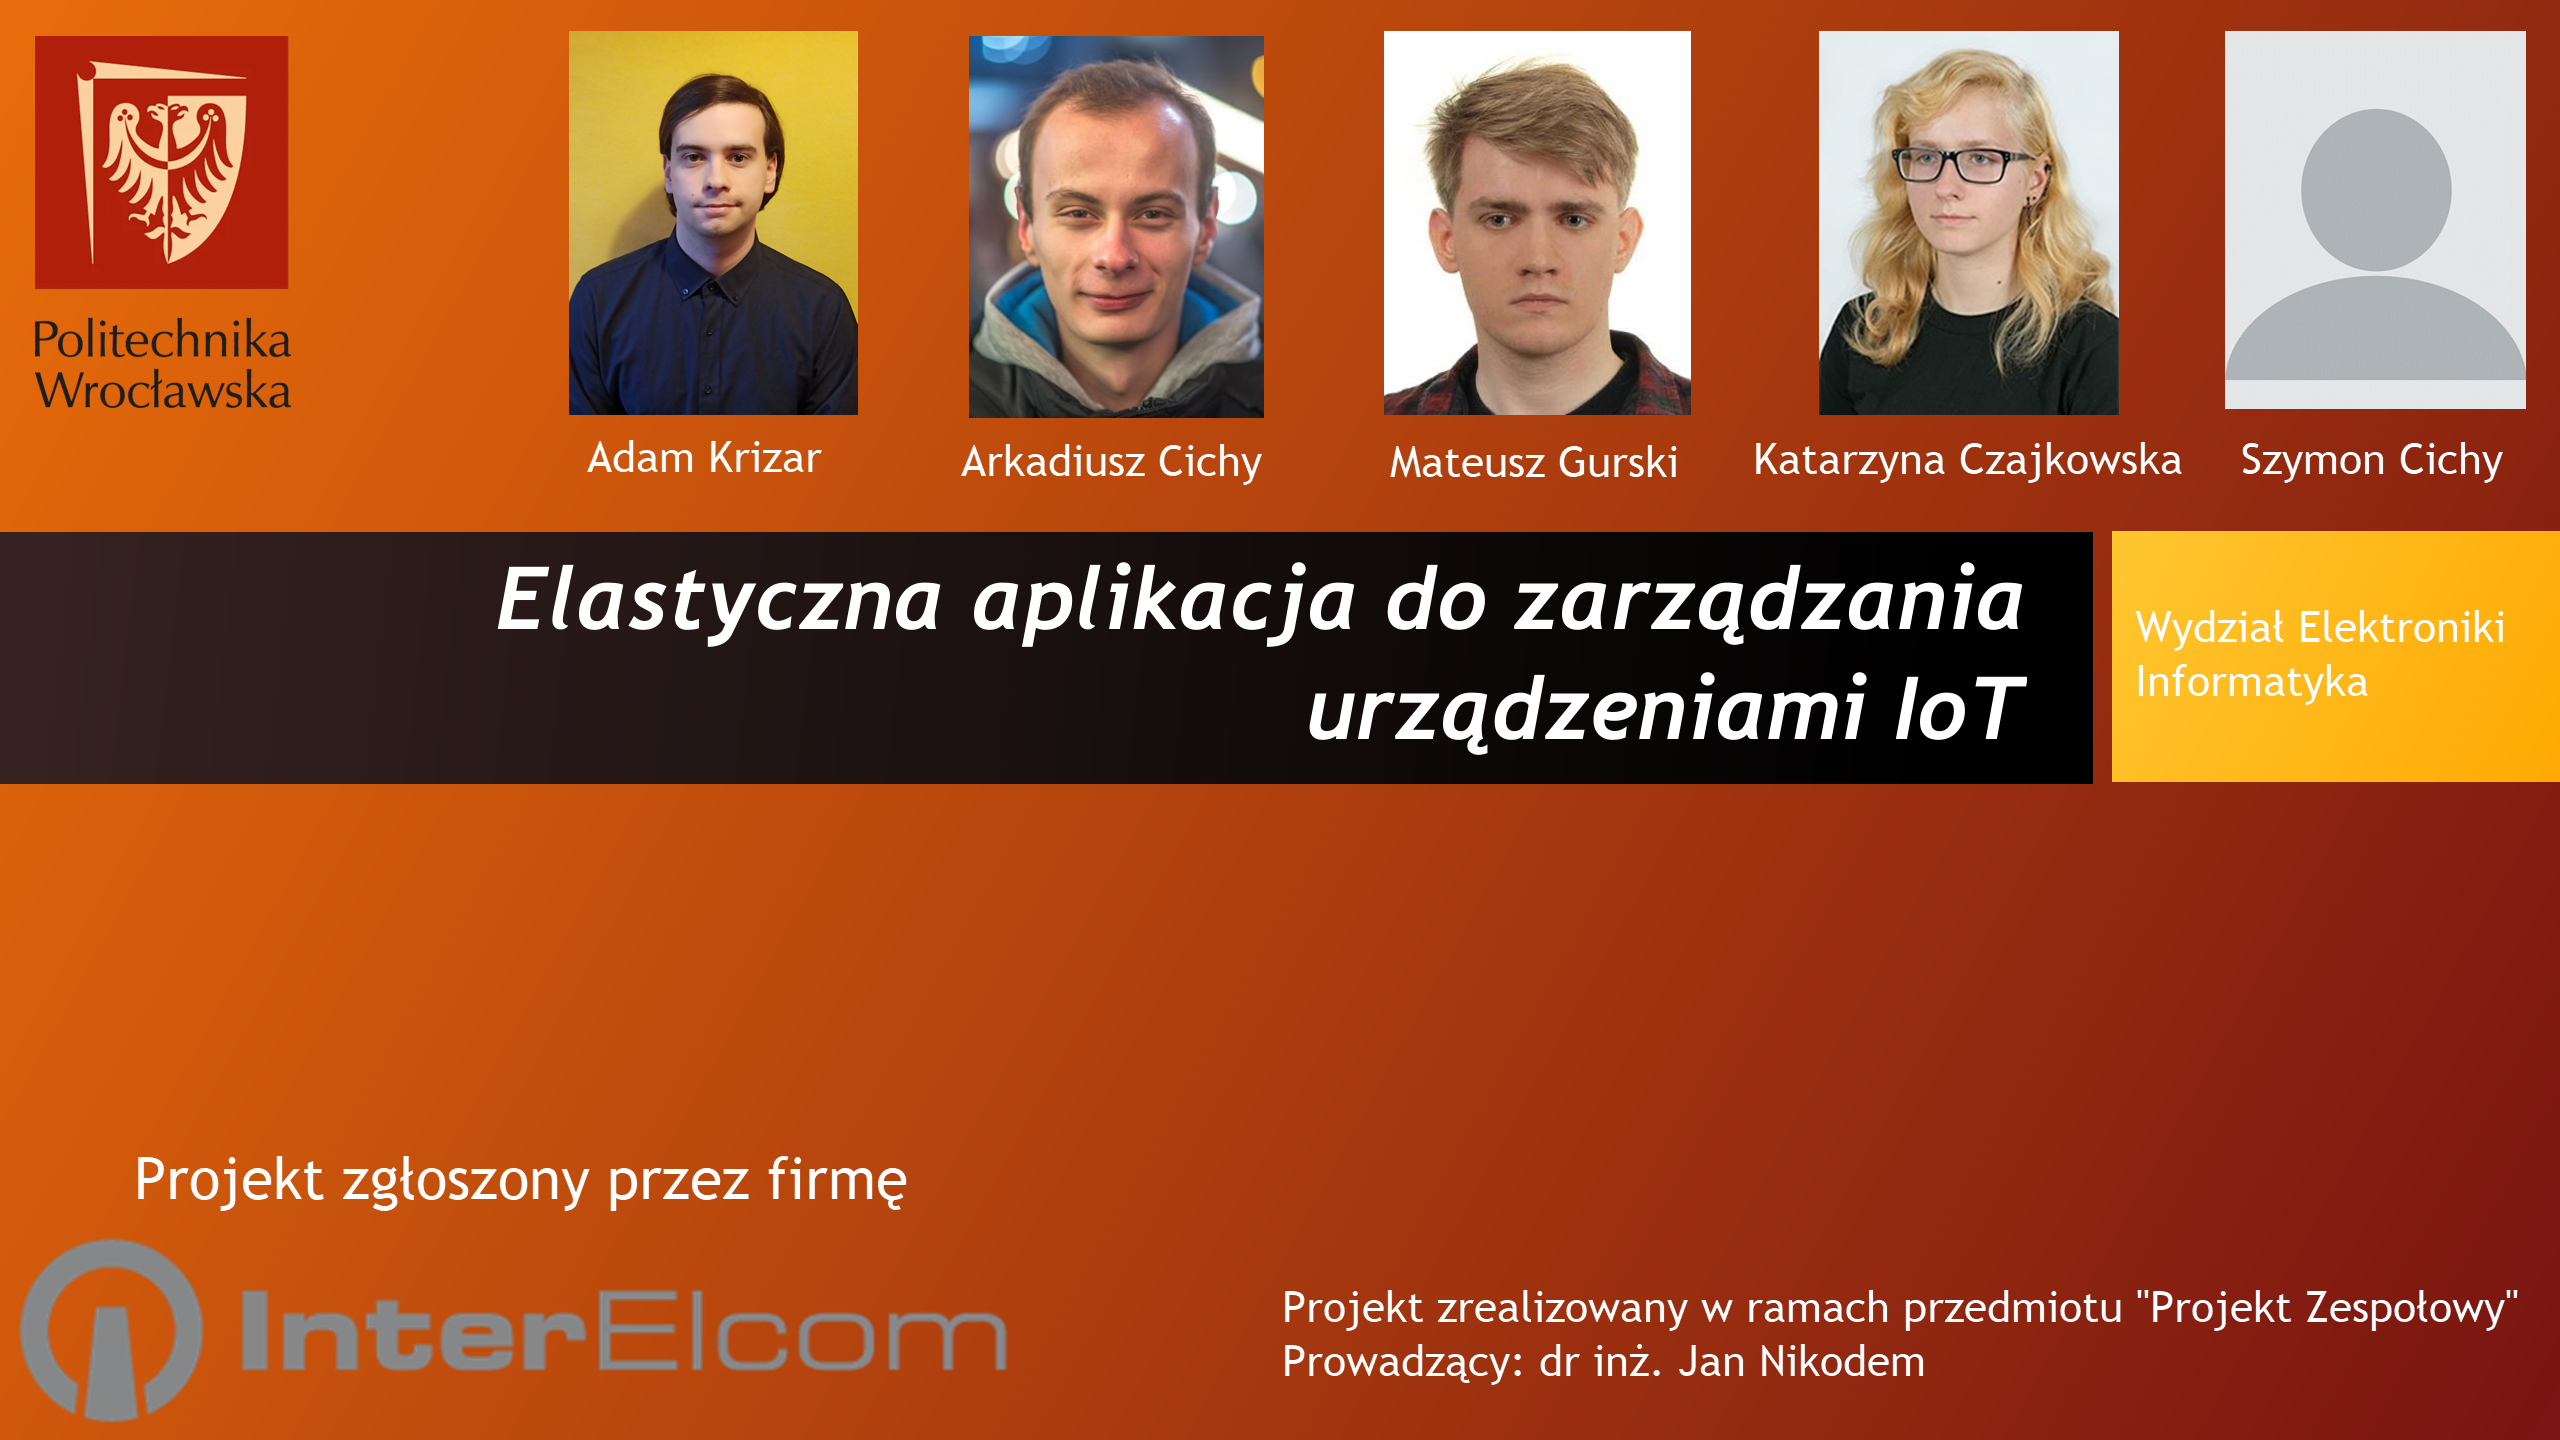 Politechnika
Wrocławska
Adam Krizar
Arkadiusz Cichy
Mateusz Gurski
Katarzyna Czajkowska
Szymon Cichy
Elastyczna aplikacja do zarządzania
urządzeniami IoT
Wydział Elektroniki
Informatyka
Projekt zgłoszony przez firmę
InterElcom
Projekt zrealizowany w ramach przedmiotu "Projekt Zespołowy"
Prowadzący: dr inż. Jan Nikodem